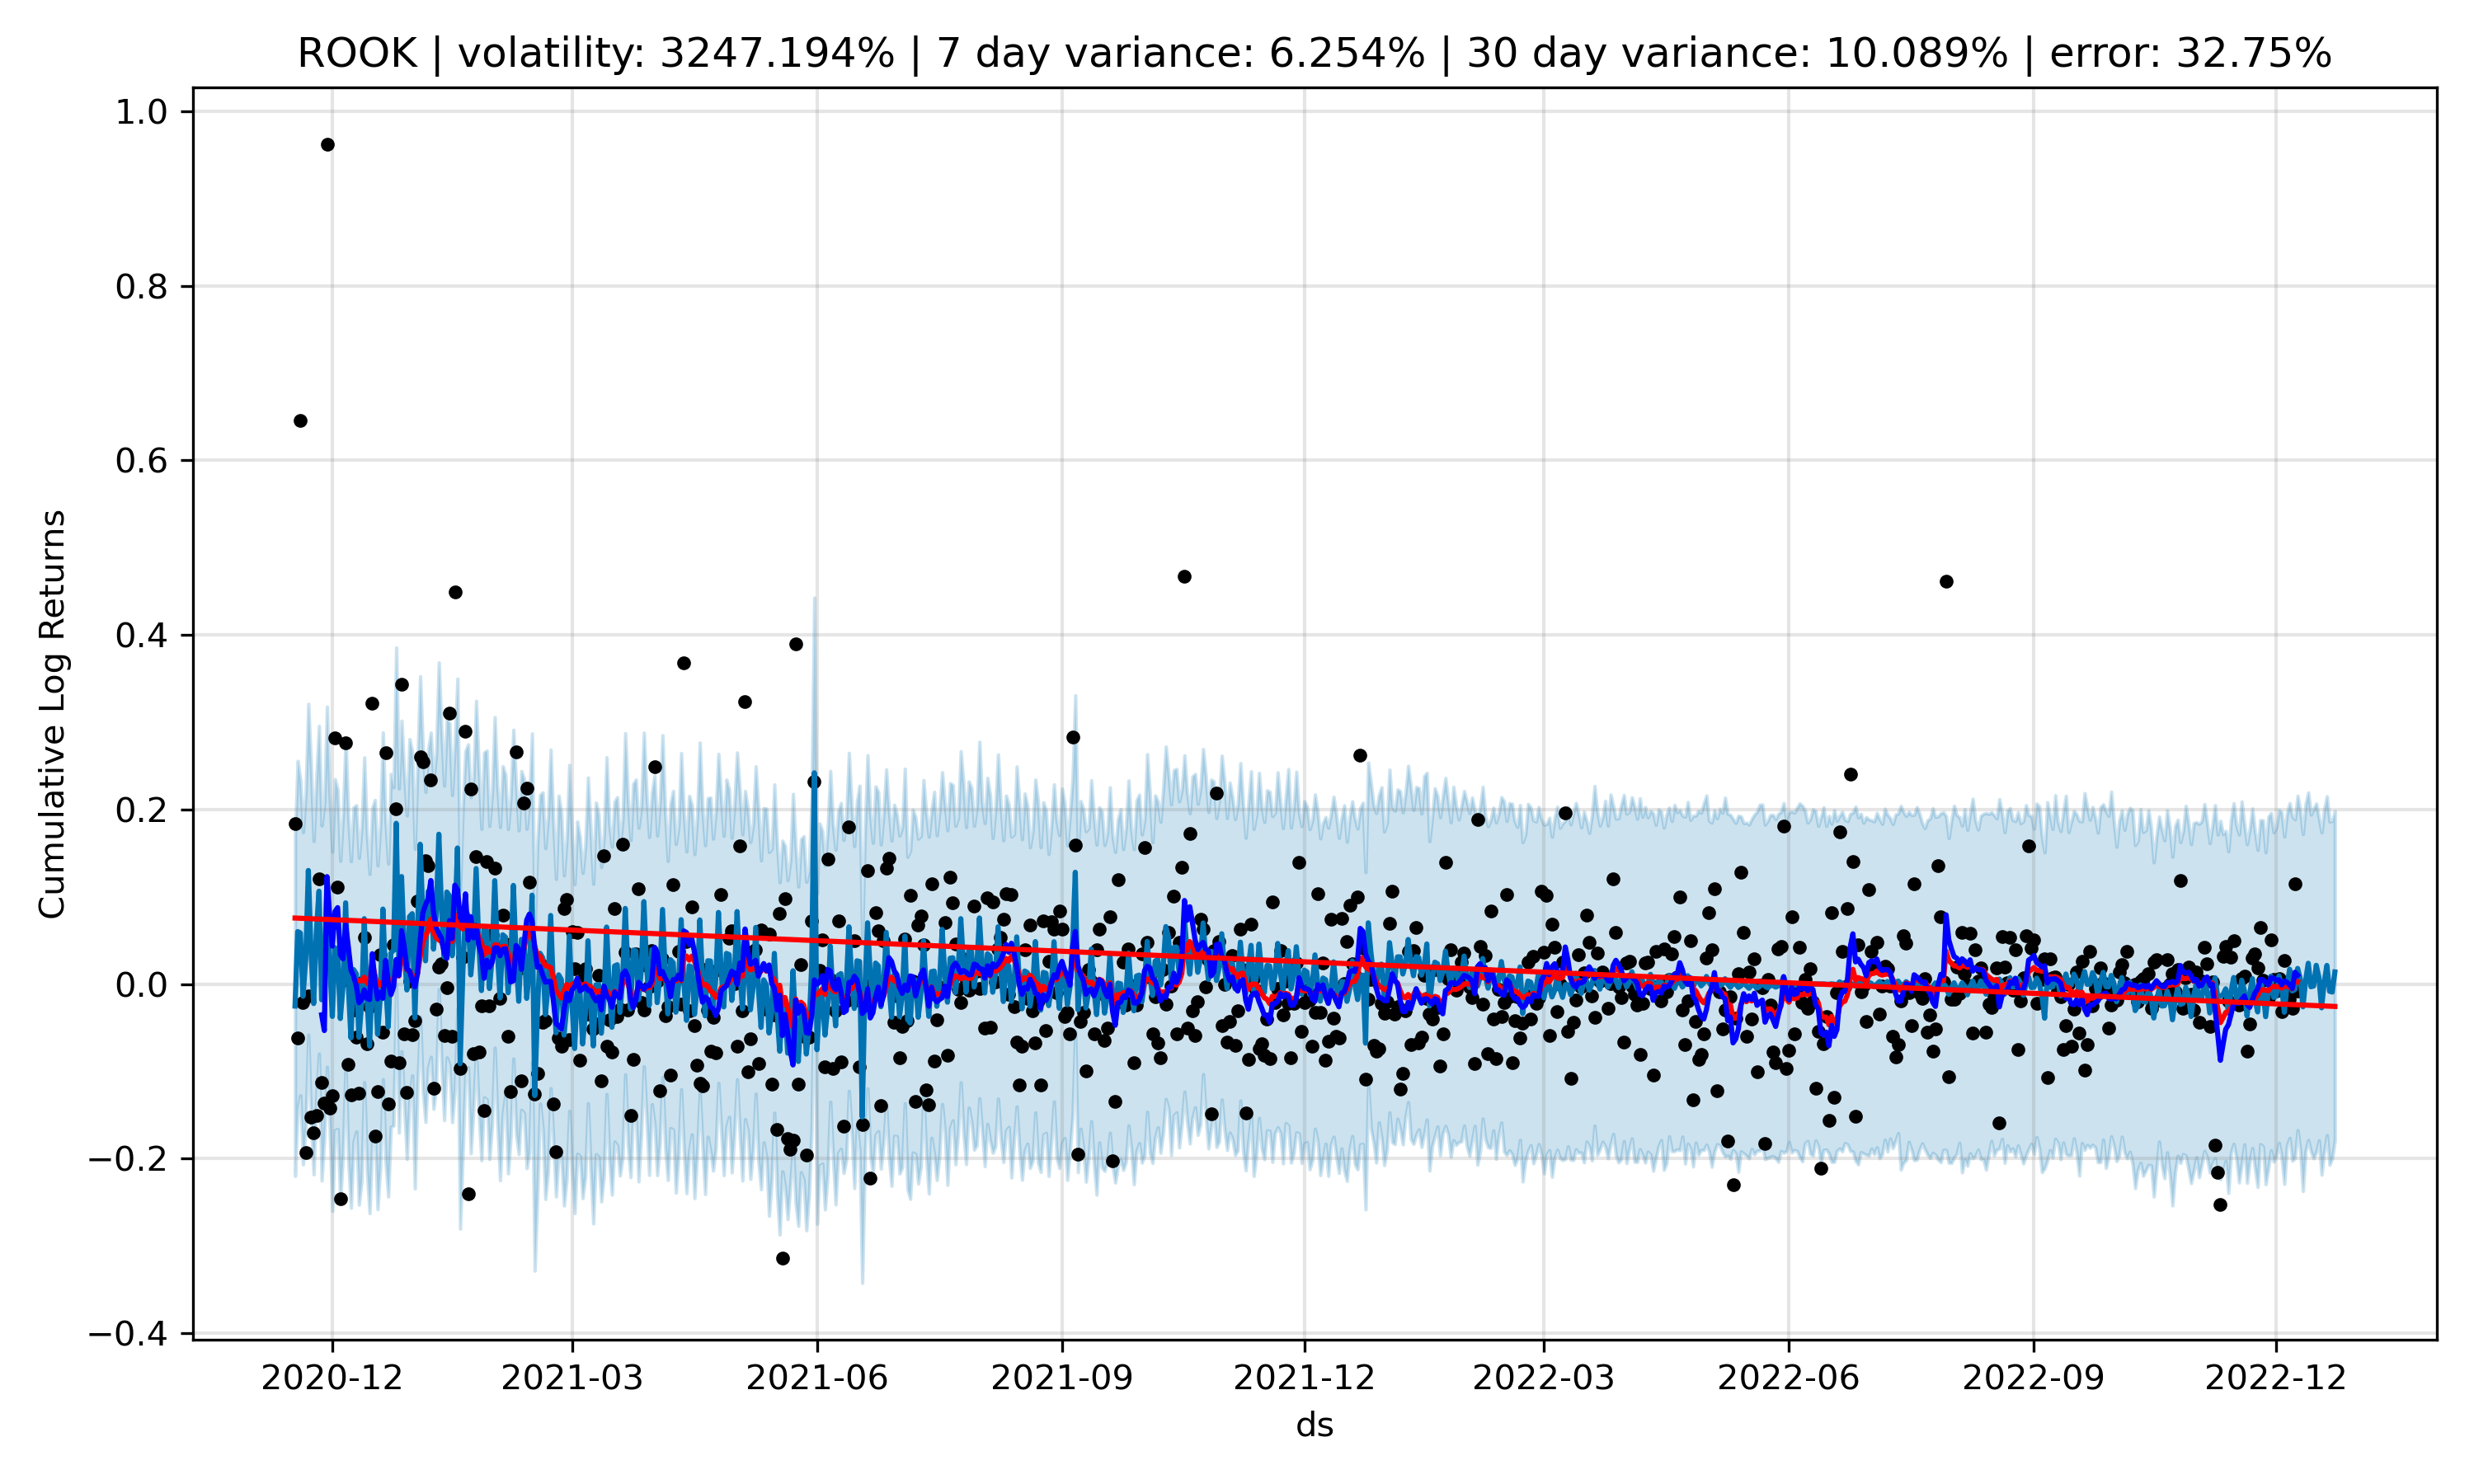 ROOK | volatility: 3247.194% | 7 day variance: 6.254% | 30 day variance: 10.089% | error: 32.75%
1.0
0.8
0.6
0.4
0.2
0.0
−0.2
−0.4
Cumulative Log Returns
2020-12 2021-03 2021-06 2021-09 2021-12 2022-03 2022-06 2022-09 2022-12
ds